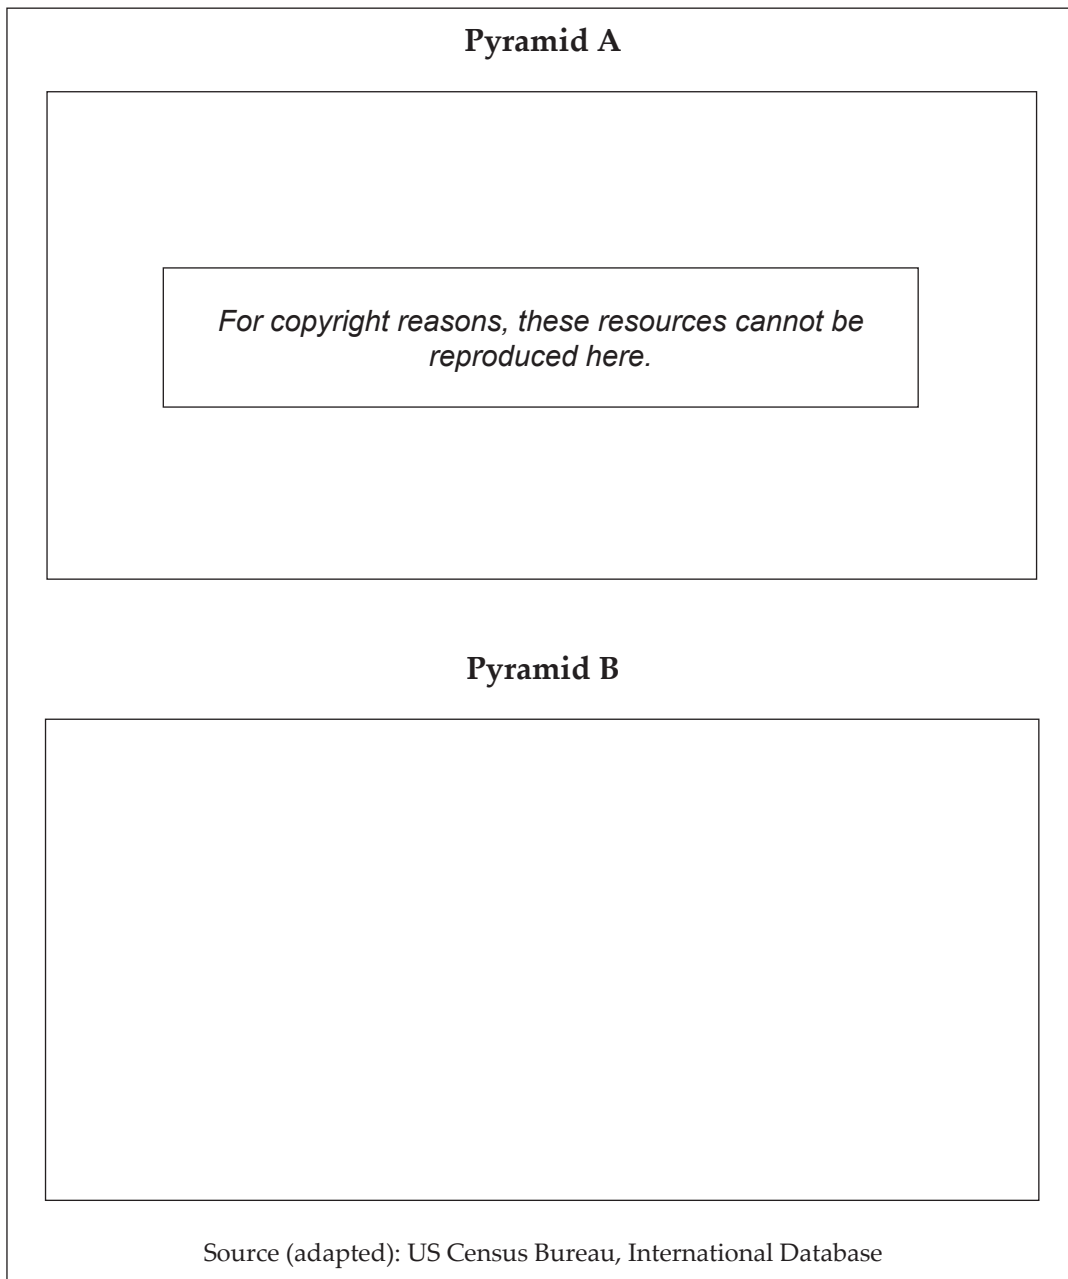 Pyramid A
For copyright reasons, these resources cannot be
reproduced here.
Pyramid B
Source (adapted): US Census Bureau, International Database